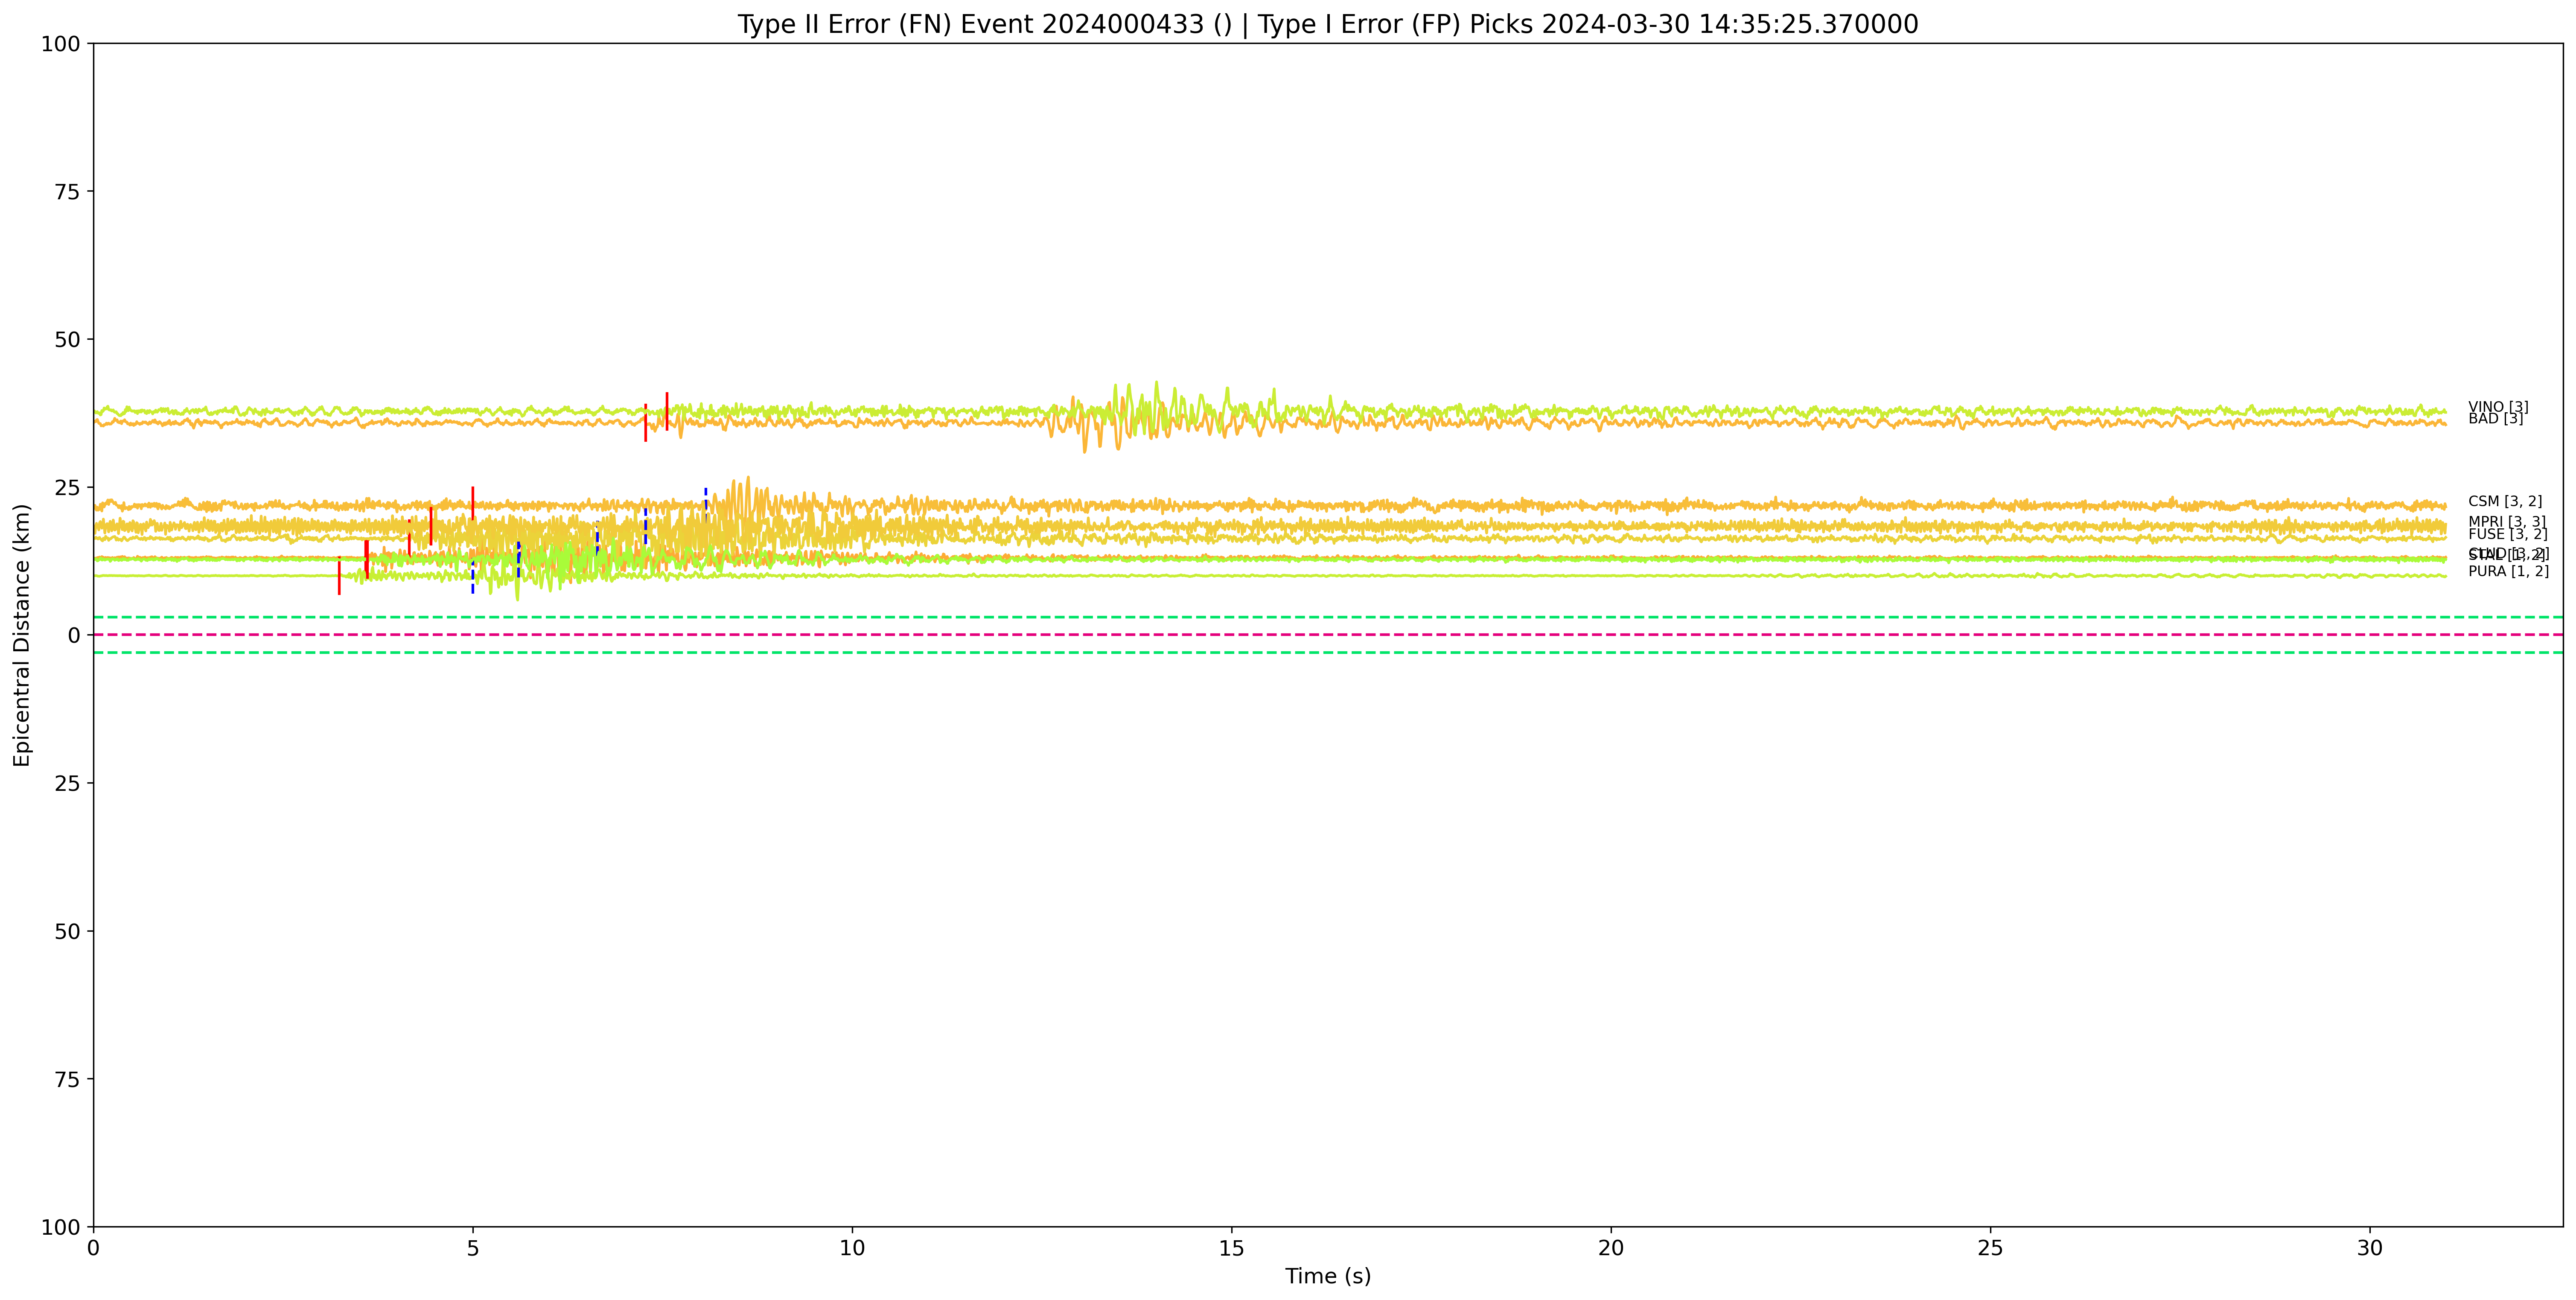 Type II Error (FN) Event 2024000433 () | Type I Error (FP) Picks 2024-03-30 14:35:25.370000
100
75
50
25
0
25
50
75
100
Epicentral Distance (km)
VINO [3]
BAD [3]
CSM [3, 2]
MPRI [3, 3]
FUSE [3, 2]
PURA [1, 2]
0
5
10
15
20
25
30
Time (s)